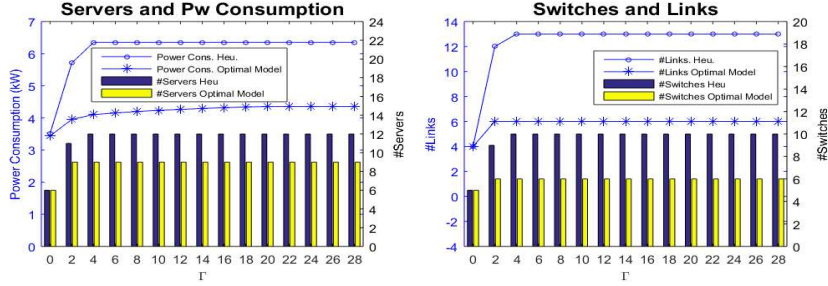 Servers and Pw Consumption
Power Consumption (kW)
7
6
5
4
3
2
1
0
24
22
20
18
16
14
12
10
8
6
4
2
0
#Servers
Power Cons. Heu.
Power Cons. Optimal Model
#Servers Heu
#Servers Optimal Model
0 2 4 6 8 10 12 14 16 18 20 22 24 26 28
Γ
Switches and Links
#Links
14
12
10
8
6
4
2
0
-2
-4
20
18
16
14
12
10
8
6
4
2
0
#Switches
#Links. Heu.
#Links Optimal Model
#Switches Heu
#Switches Optimal Model
0 2 4 6 8 10 12 14 16 18 20 22 24 26 28
Γ